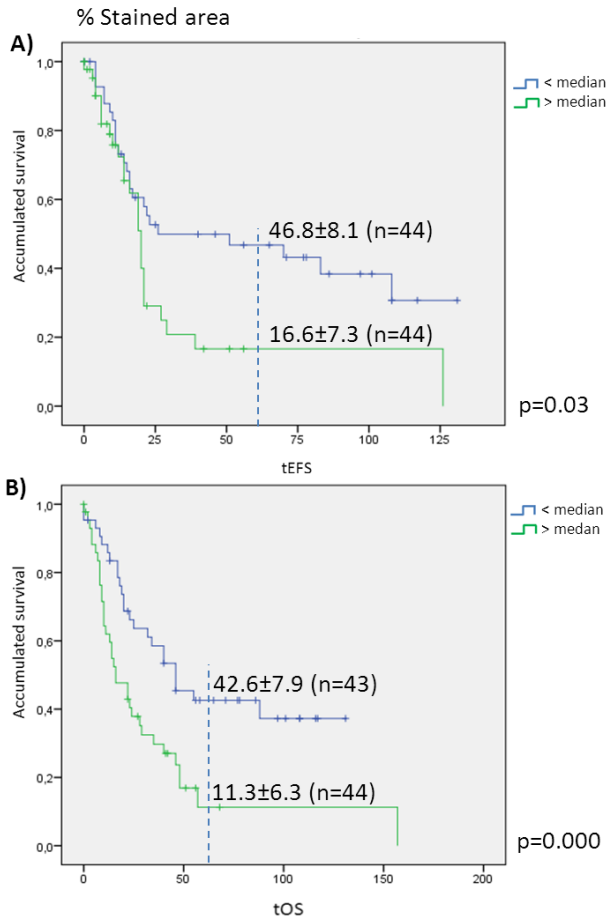 % Stained area
A)
1,0
0,8
0,6
0,4
0,2
0,0
Accumulated survival
< median
> median
46.8±8.1 (n=44)
16.6±7.3 (n=44)
p=0.03
0 25 50 75 100 125
tEFS
B)
1,0
0,8
0,6
0,4
0,2
0,0
Accumulated survival
< median
> medan
42.6±7.9 (n=43)
11.3±6.3 (n=44)
p=0.000
0 50 100 150 200
tOS